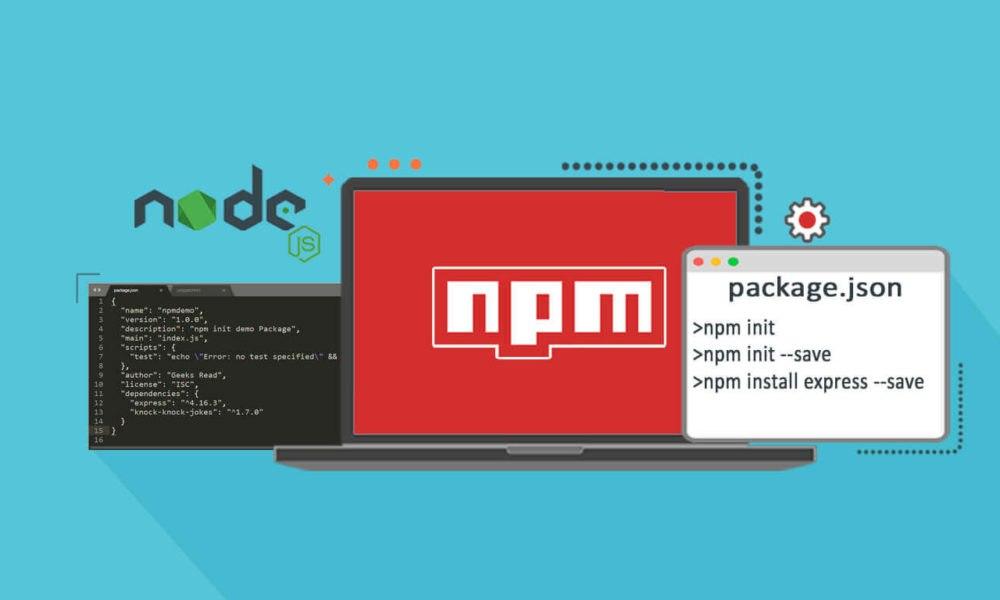 node
JS
package.json
1 {
2 "name": "npmdemo",
3 "version": "1.0.0",
4 "description": "npm init demo Package",
5 "main": "index.js",
6 "scripts": {
7 "test": "echo \"Error: no test specified\" &&
8 },
9 "author": "Geeks Read",
10 "license": "ISC",
11 "dependencies": {
12 "express": "^4.16.3",
13 "knock-knock-jokes": "^1.7.0"
14 }
15 }
16
npm
package.json
>npm init
>npm init --save
>npm install express --save